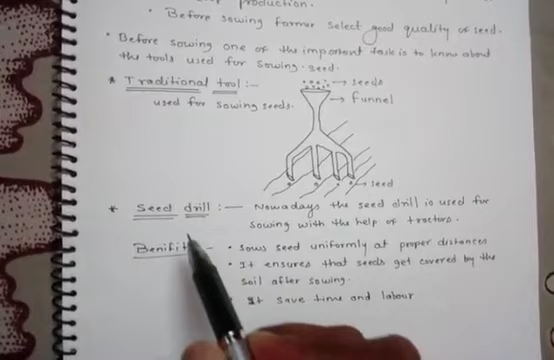 production.
• Before sowing farmer select good quality of seed.
• Before sowing one of the important task is to know about
the tools used for sowing seed.
* Traditional tool :-
used for sowing seeds.
seeds
funnel
seed
* Seed drill :- Nowadays the seed drill is used for
sowing with the help of tractors.
Benifit - • Sows seed uniformly at proper distances
• It ensures that seeds get covered by the
soil after sowing.
• It save time and labour